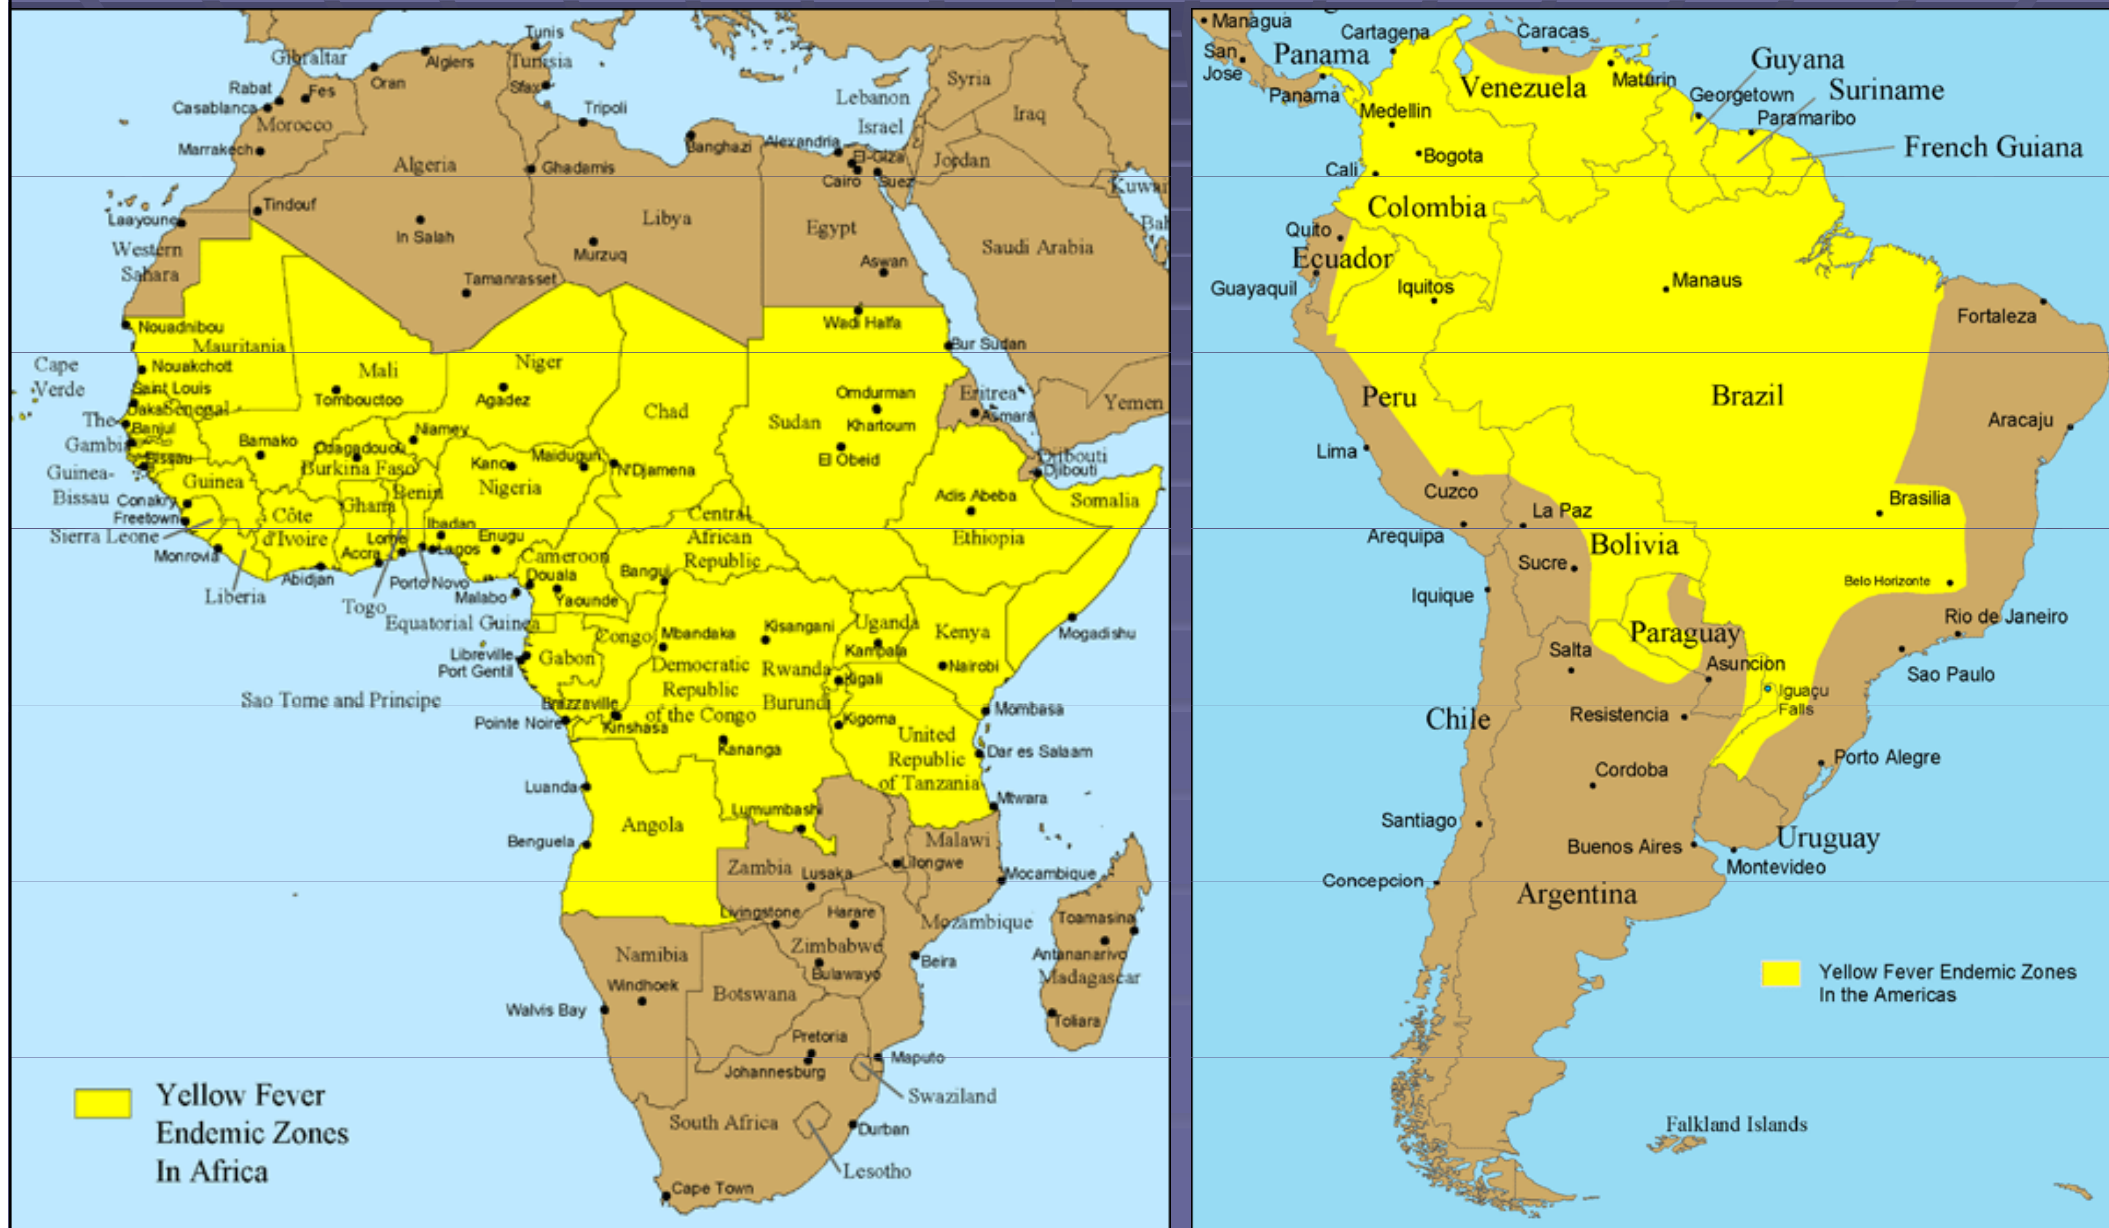 Tunis
Gibraltar
Algiers
Tunisia
Oran
Rabat
Fes
Sfax
Casablanca
Morocco
Tripoli
Marrakech
Algeria
Ghadamis
Banghazi
Alexandria
El-Giza
Cairo
Suez
Lebanon
Israel
Syria
Iraq
Jordan
Kuwai
Bah
Tindouf
Laayoune
In Salah
Libya
Egypt
Saudi Arabia
Western
Sahara
Murzuq
Aswan
Tamanrasset
Wadi Halfa
Nouadnibou
Mauritania
Bur Sudan
Cape
Verde
Nouakchott
Mali
Niger
Saint Louis
Tombouctoo
Agadez
Chad
Sudan
Omdurman
Khartoum
Eritrea
Asmara
Yemen
Dakar
Senegal
The
Gambia
Banjul
Bamako
Niamey
Odagadouou
Burkina Faso
Bissau
Guinea-
Bissau
Guinea
Kano
Maiduguri
N'Djamena
El Obeid
Djibouti
Djibouti
Nigeria
Benin
Ghana
Adis Abeba
Somalia
Conakry
Freetown
Côte
d'Ivoire
Sierra Leone
Ibadan
Enugu
Central
African
Republic
Ethiopia
Monrovia
Lome
Accra
Lagos
Cameroon
Abidjan
Porto Novo
Douala
Bangui
Liberia
Togo
Malabo
Yaounde
Equatorial Guinea
Congo
Mbandaka
Kisangani
Uganda
Kampala
Kenya
Mogadishu
Libreville
Port Gentil
Gabon
Democratic
Republic
of the Congo
Rwanda
Kigali
Nairobi
Sao Tome and Principe
Brazzaville
Burundi
Kigoma
Mombasa
Pointe Noire
Kinshasa
Kananga
United
Republic
of Tanzania
Dar es Salaam
Luanda
Lumumbashi
Mtwara
Angola
Benguela
Malawi
Zambia
Lusaka
Lilongwe
Mocambique
Livingstone
Harare
Mozambique
Toamasina
Namibia
Zimbabwe
Bulawayo
Beira
Antananarivo
Madagascar
Windhoek
Walvis Bay
Botswana
Toliara
Pretoria
Johannesburg
Maputo
Swaziland
South Africa
Durban
Lesotho
Cape Town
Yellow Fever
Endemic Zones
In Africa
Managua
San
Jose
Panama
Panama
Cartagena
Caracas
Venezuela
Maturin
Guyana
Georgetown
Suriname
Paramaribo
French Guiana
Medellin
Bogota
Cali
Colombia
Quito
Ecuador
Guayaquil
Iquitos
Manaus
Fortaleza
Peru
Brazil
Aracaju
Lima
Cuzco
Brasilia
La Paz
Arequipa
Bolivia
Sucre
Iquique
Belo Horizonte
Rio de Janeiro
Paraguay
Salta
Asuncion
Sao Paulo
Iguaçu
Falls
Chile
Resistencia
Porto Alegre
Cordoba
Santiago
Buenos Aires
Uruguay
Montevideo
Concepcion
Argentina
Yellow Fever Endemic Zones
In the Americas
Falkland Islands